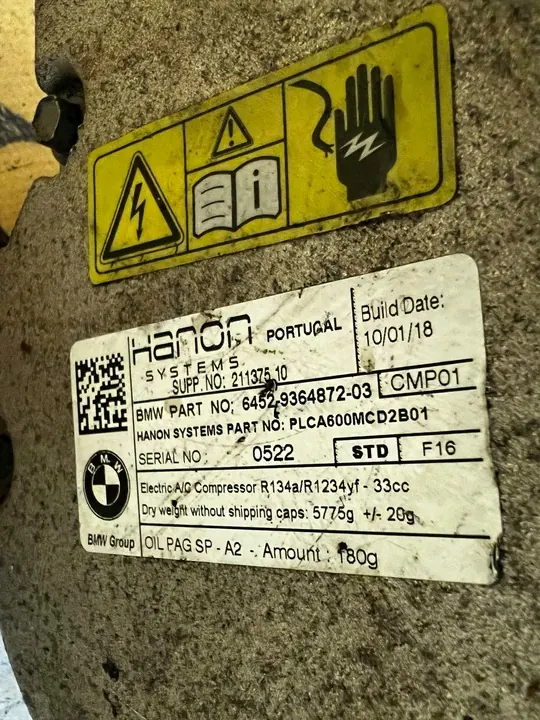 Hanon
SYSTEMS
PORTUGAL
Build Date:
10/01/18
SUPP. NO: 211375 10
BMW PART NO: 6452-9364872-03
CMP01
HANON SYSTEMS PART NO: PLCA600MCD2B01
SERIAL NO: 0522
STD
F16
BMW
BMW Group
Electric A/C Compressor R134a/R1234yf - 33cc
Dry weight without shipping caps: 5775g +/- 20g
OIL PAG SP - A2 - Amount : 180g